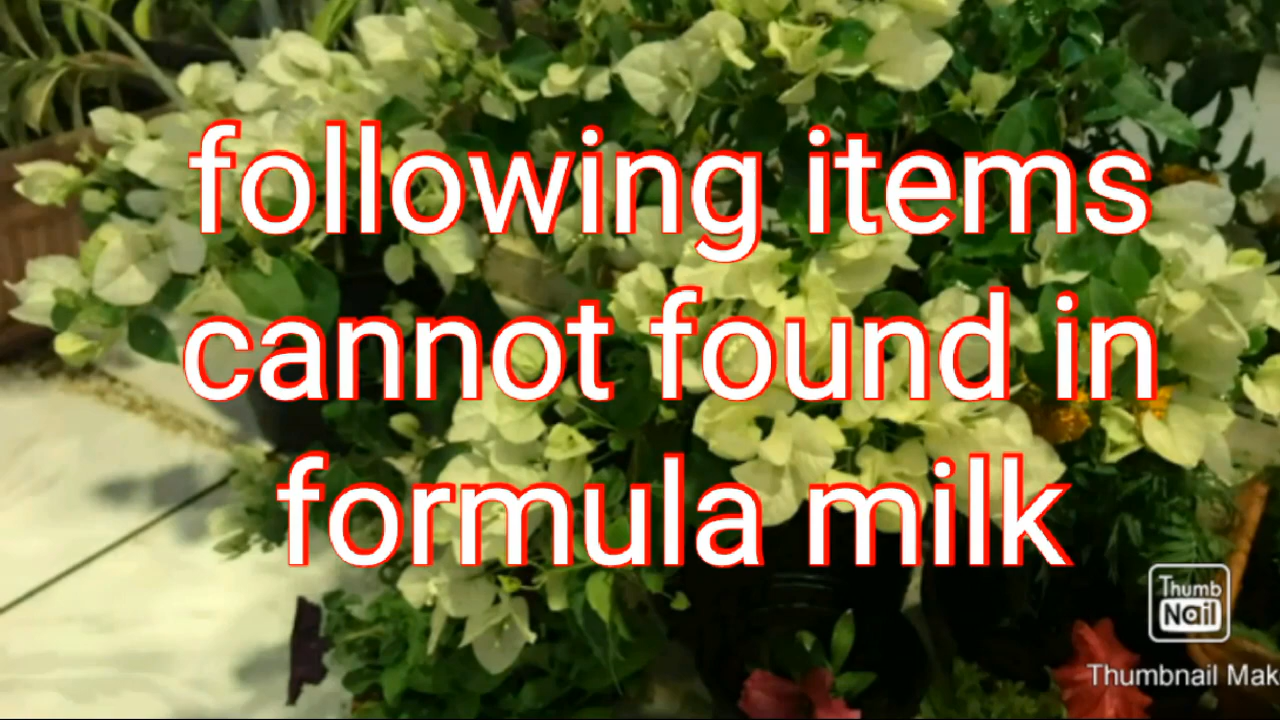 following items
cannot found in
formula milk
Thumb
Nail
Thumbnail Mak